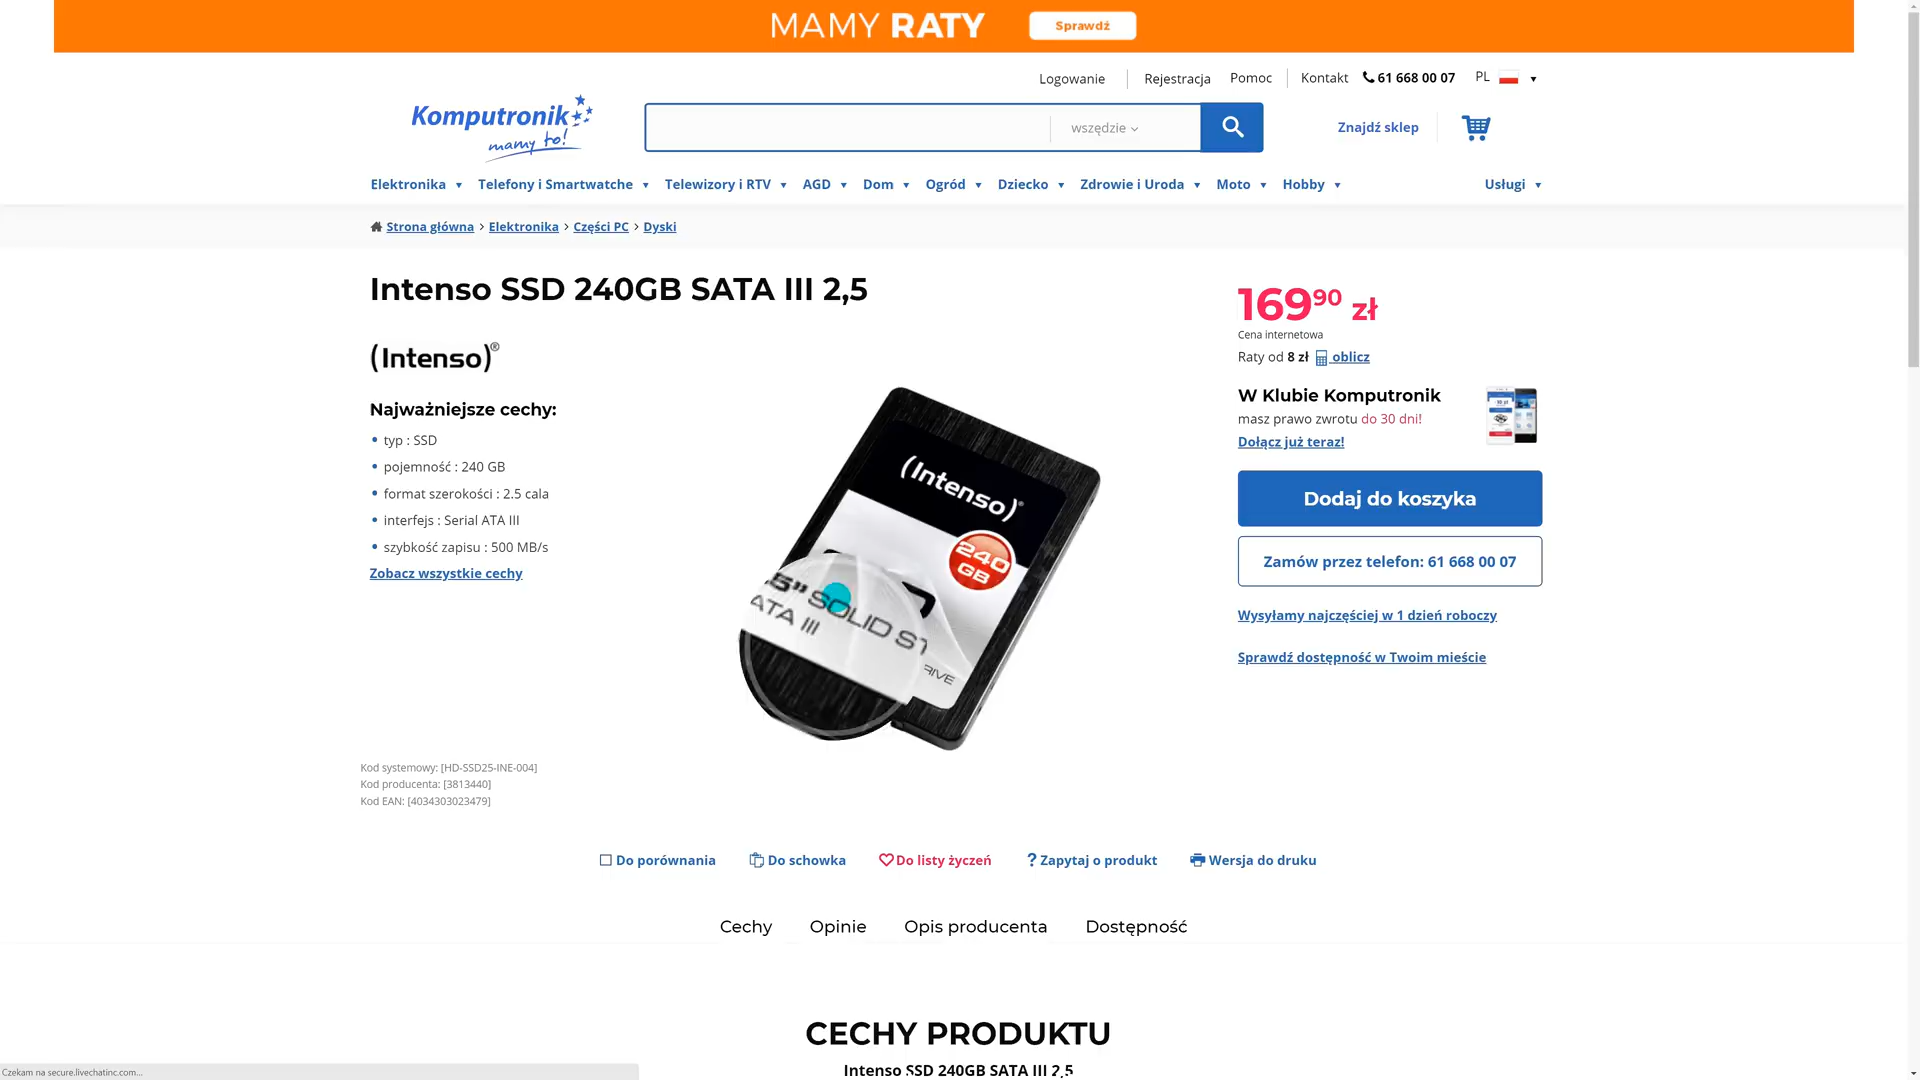 MAMY RATY
Sprawdź
Logowanie
Rejestracja
Pomoc
Kontakt
61 668 00 07
PL
Komputronik
mamy to!
wszędzie
Znajdź sklep
Elektronika
Telefony i Smartwatche
Telewizory i RTV
AGD
Dom
Ogród
Dziecko
Zdrowie i Uroda
Moto
Hobby
Usługi
Strona główna
Elektronika
Części PC
Dyski
Intenso SSD 240GB SATA III 2,5
(Intenso)®
Najważniejsze cechy:
typ : SSD
pojemność : 240 GB
format szerokości : 2.5 cala
interfejs : Serial ATA III
szybkość zapisu : 500 MB/s
Zobacz wszystkie cechy
(Intenso)®
240
GB
.5" SOLID ST
ATA III
RIVE
169 90 zł
Cena internetowa
Raty od 8 zł oblicz
W Klubie Komputronik
masz prawo zwrotu do 30 dni!
Dołącz już teraz!
Dodaj do koszyka
Zamów przez telefon: 61 668 00 07
Wysyłamy najczęściej w 1 dzień roboczy
Sprawdź dostępność w Twoim mieście
Kod systemowy: [HD-SSD25-INE-004]
Kod producenta: [3813440]
Kod EAN: [4034303023479]
Do porównania
Do schowka
Do listy życzeń
? Zapytaj o produkt
Wersja do druku
Cechy
Opinie
Opis producenta
Dostępność
CECHY PRODUKTU
Intenso SSD 240GB SATA III 2,5
Czekam na secure.livechatinc.com...